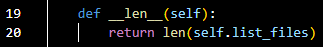 19 def __len__(self):
20 return len(self.list_files)